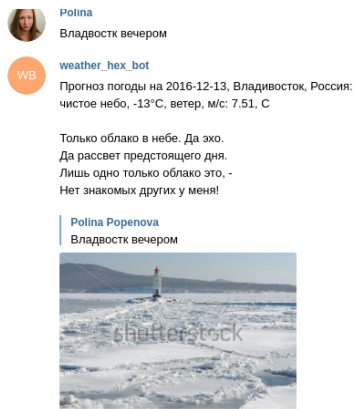 Polina
Владвостк вечером
WB
weather_hex_bot
Прогноз погоды на 2016-12-13, Владивосток, Россия:
чистое небо, -13°C, ветер, м/с: 7.51, С
Только облако в небе. Да эхо.
Да рассвет предстоящего дня.
Лишь одно только облако это, -
Нет знакомых других у меня!
Polina Popenova
Владвостк вечером
shutterstock